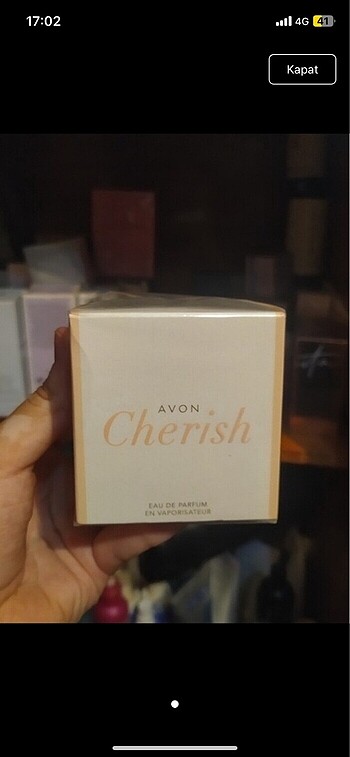 17:02
4G 41
Kapat
AVON
Cherish
EAU DE PARFUM
EN VAPORISATEUR